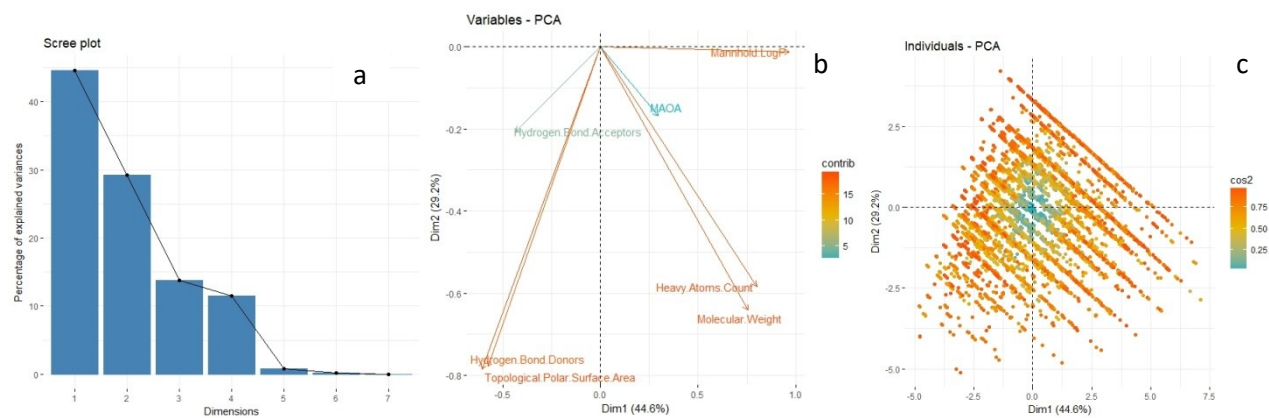 Scree plot
a
Percentage of explained variances
40
30
20
10
0
1 2 3 4 5 6 7
Dimensions
Variables - PCA
b
Dim2 (29.2%)
0.0
-0.2
-0.4
-0.6
-0.8
Mannhold.LogP
MAOA
Hydrogen.Bond.Acceptors
Heavy.Atoms.Count
Molecular.Weight
Hydrogen.Bond.Donors
Topological.Polar.Surface.Area
-0.5 0.0 0.5 1.0
Dim1 (44.6%)
contrib
15
10
5
Individuals - PCA
c
Dim2 (29.2%)
2.5
0.0
-2.5
-5.0
-5.0 -2.5 0.0 2.5 5.0 7.5
Dim1 (44.6%)
cos2
0.75
0.50
0.25